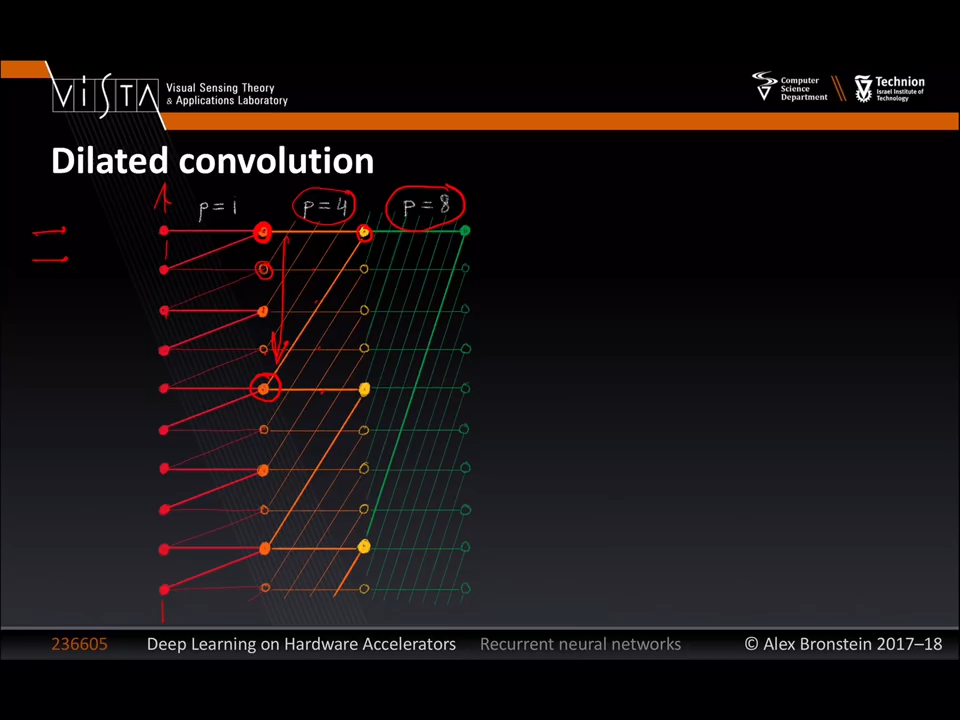 VISTA
Visual Sensing Theory
& Applications Laboratory
Computer
Science
Department
Technion
Israel Institute of
Technology
Dilated convolution
p=1
p=4
p=8
236605 Deep Learning on Hardware Accelerators Recurrent neural networks © Alex Bronstein 2017–18